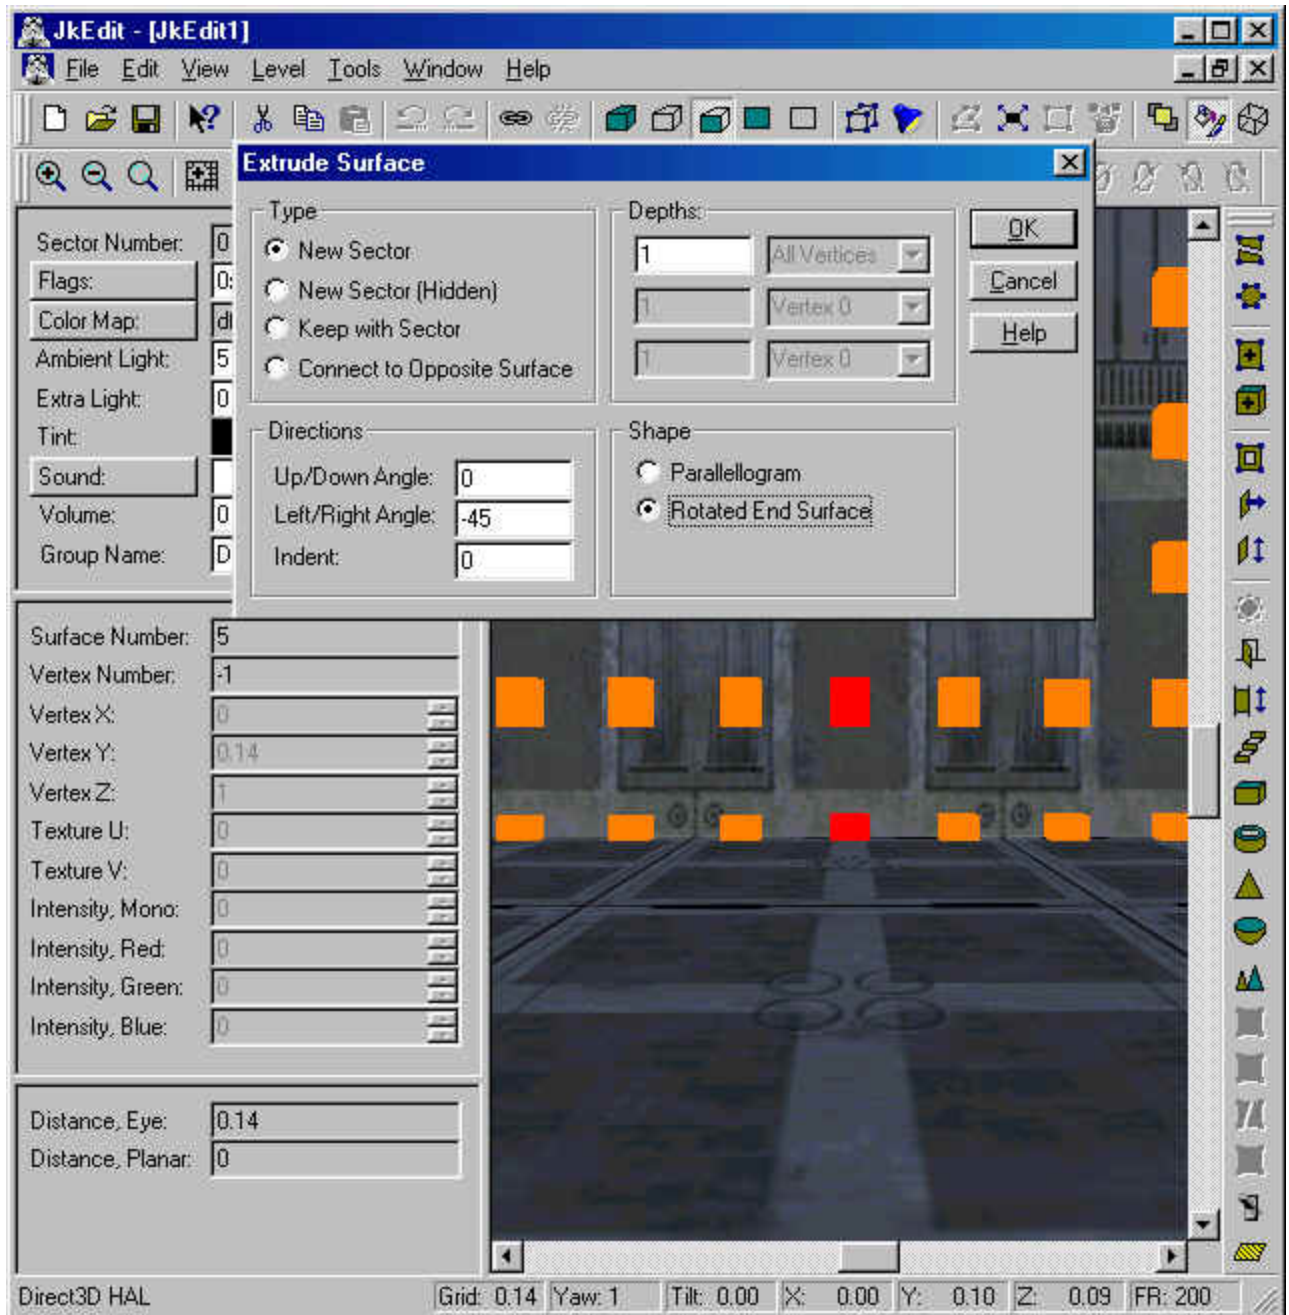 JkEdit - [JkEdit1]
File Edit View Level Tools Window Help
Extrude Surface
Type
New Sector
New Sector (Hidden)
Keep with Sector
Connect to Opposite Surface
Depths:
1 All Vertices
1 Vertex 0
1 Vertex 0
OK
Cancel
Help
Directions
Up/Down Angle: 0
Left/Right Angle: -45
Indent: 0
Shape
Parallellogram
Rotated End Surface
Sector Number: 0
Flags:
Color Map:
Ambient Light: 5
Extra Light: 0
Tint:
Sound:
Volume: 0
Group Name: D
Surface Number: 5
Vertex Number: -1
Vertex X: 0
Vertex Y: 0.14
Vertex Z: 1
Texture U: 0
Texture V: 0
Intensity, Mono: 0
Intensity, Red: 0
Intensity, Green: 0
Intensity, Blue: 0
Distance, Eye: 0.14
Distance, Planar: 0
Direct3D HAL Grid: 0.14 Yaw: 1 Tilt: 0.00 X: 0.00 Y: 0.10 Z: 0.09 FR: 200